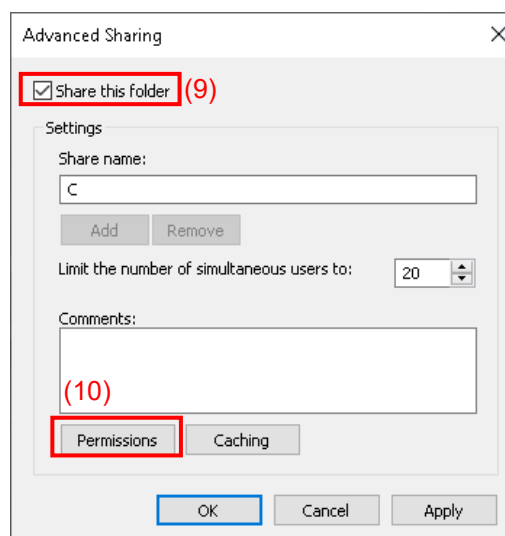 Advanced Sharing
Share this folder (9)
Settings
Share name:
C
Add Remove
Limit the number of simultaneous users to: 20
Comments:
(10)
Permissions Caching
OK Cancel Apply